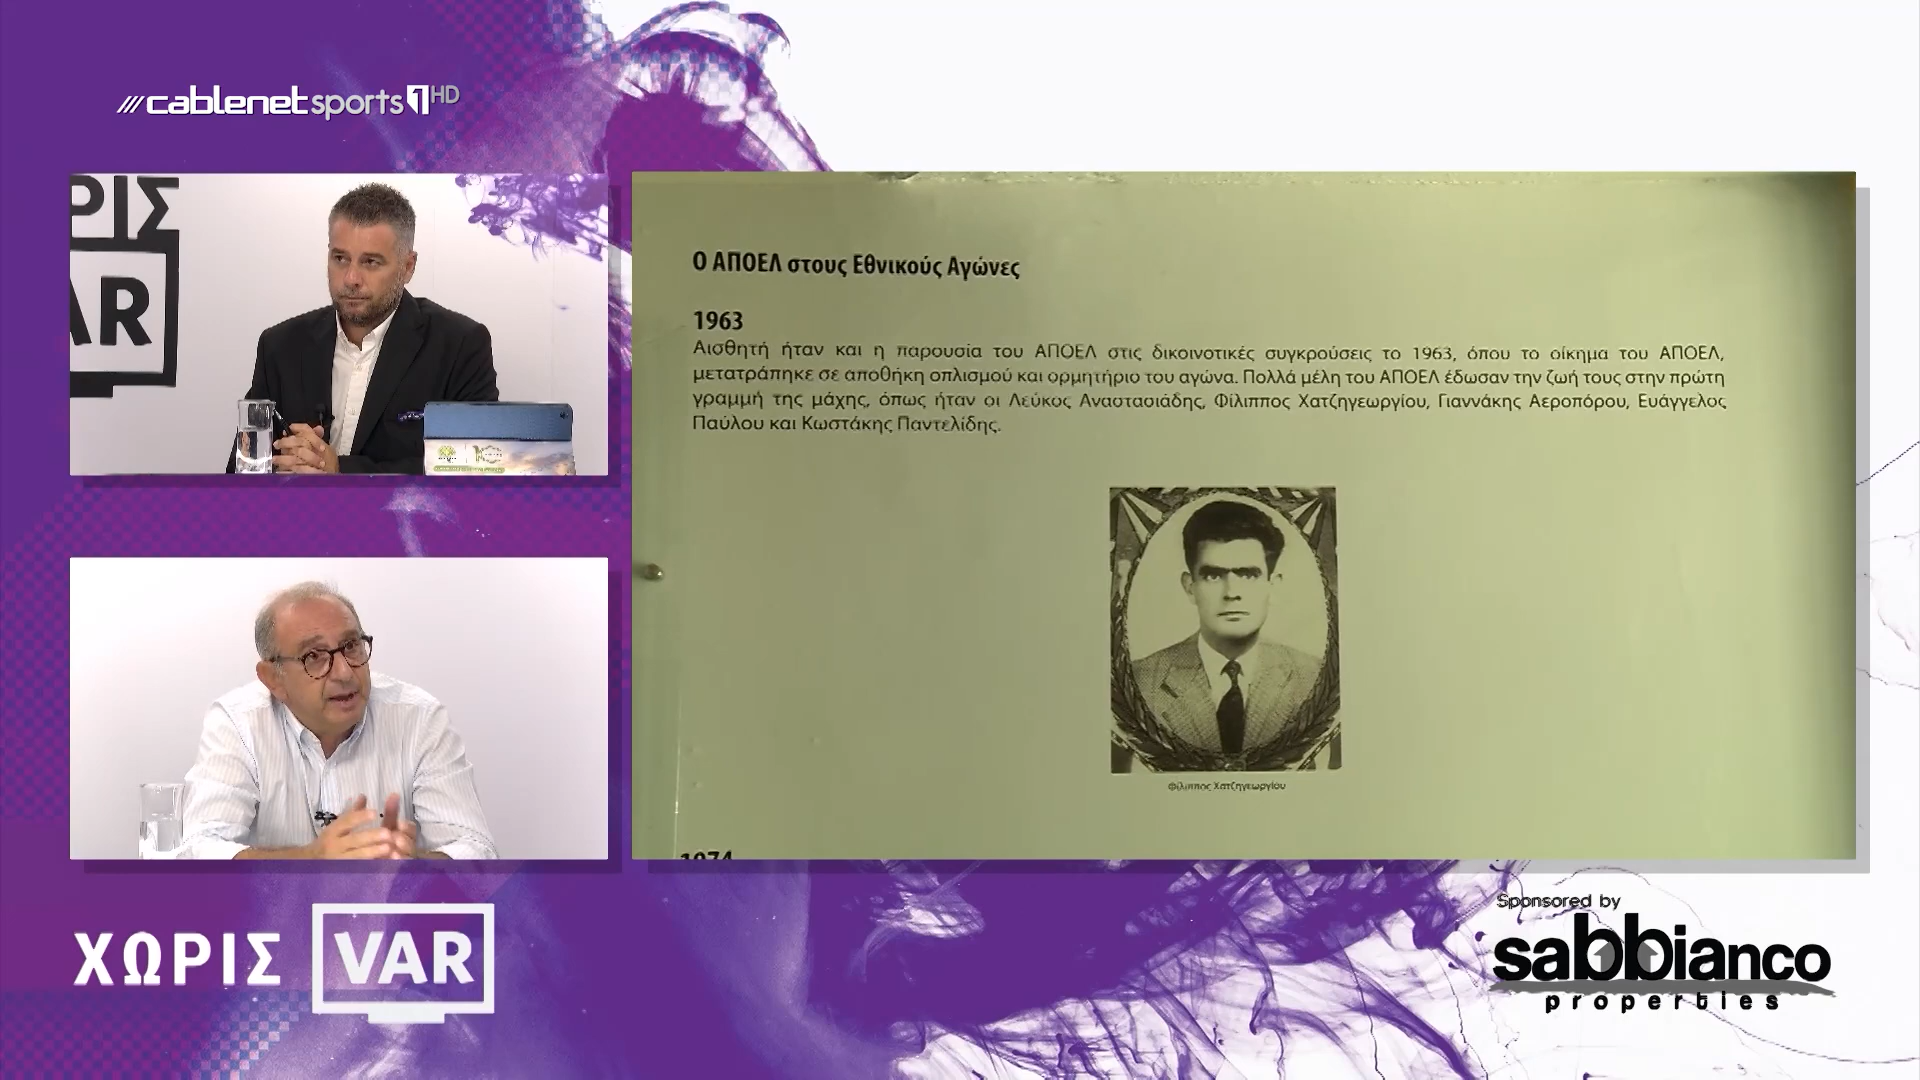 cablenet sports 1 HD
ΡΙΣ
AR
Ο ΑΠΟΕΛ στους Εθνικούς Αγώνες
1963
Αισθητή ήταν και η παρουσία του ΑΠΟΕΛ στις δικοινοτικές συγκρούσεις το 1963, όπου το οίκημα του ΑΠΟΕΛ,
μετατράπηκε σε αποθήκη οπλισμού και ορμητήριο του αγώνα. Πολλά μέλη του ΑΠΟΕΛ έδωσαν την ζωή τους στην πρώτη
γραμμή της μάχης, όπως ήταν οι Λεύκος Αναστασιάδης, Φίλιππος Χατζηγεωργίου, Γιαννάκης Αεροπόρου, Ευάγγελος
Παύλου και Κωστάκης Παντελίδης.
Φίλιππος Χατζηγεωργίου
1974
ΧΩΡΙΣ VAR
Sponsored by
sabbianco
properties